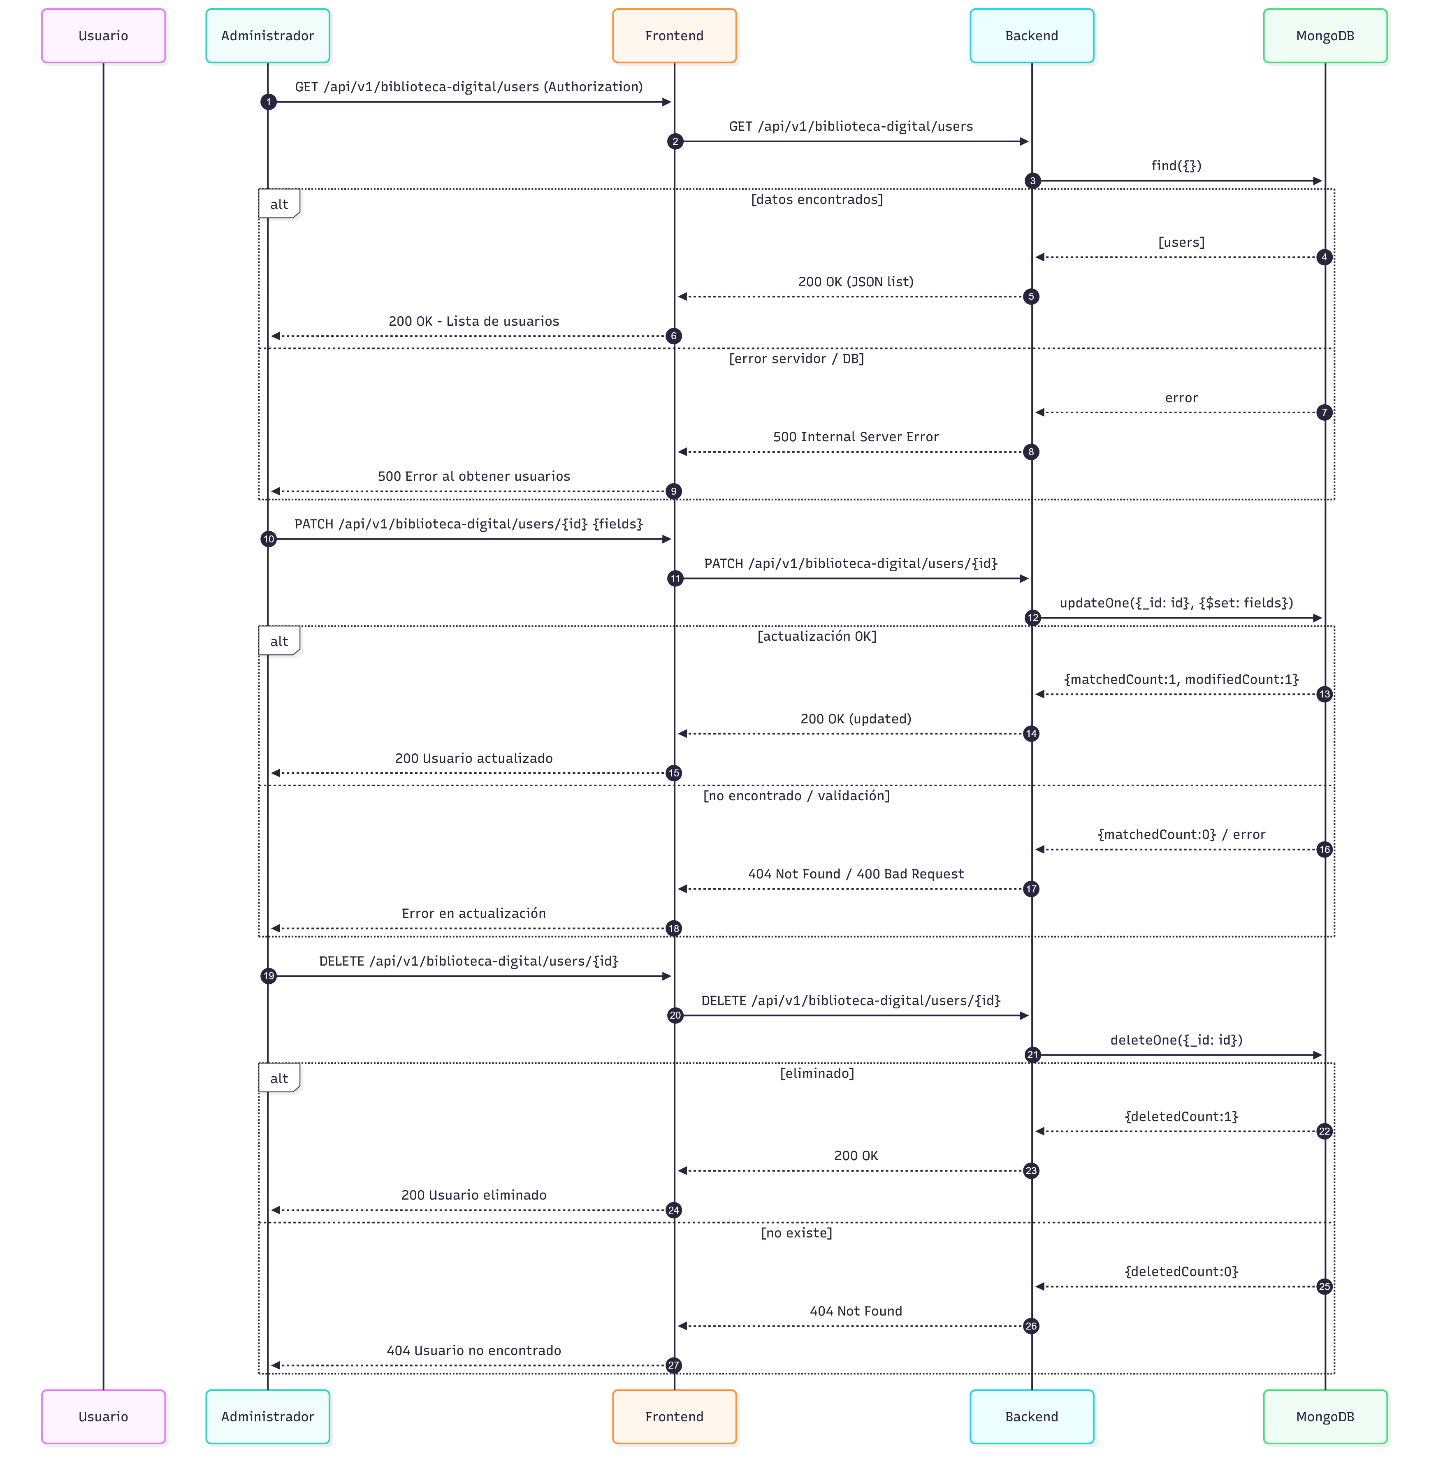 Usuario
Administrador
Frontend
Backend
MongoDB
1
GET /api/v1/biblioteca-digital/users (Authorization)
2
GET /api/v1/biblioteca-digital/users
3
find({})
alt
[datos encontrados]
[users]
4
200 OK (JSON list)
5
200 OK - Lista de usuarios
6
[error servidor / DB]
error
7
500 Internal Server Error
8
500 Error al obtener usuarios
9
10
PATCH /api/v1/biblioteca-digital/users/{id} {fields}
11
PATCH /api/v1/biblioteca-digital/users/{id}
12
updateOne({_id: id}, {$set: fields})
alt
[actualización OK]
{matchedCount:1, modifiedCount:1}
13
200 OK (updated)
14
200 Usuario actualizado
15
[no encontrado / validación]
{matchedCount:0} / error
16
404 Not Found / 400 Bad Request
17
Error en actualización
18
19
DELETE /api/v1/biblioteca-digital/users/{id}
20
DELETE /api/v1/biblioteca-digital/users/{id}
21
deleteOne({_id: id})
alt
[eliminado]
{deletedCount:1}
22
200 OK
23
200 Usuario eliminado
24
[no existe]
{deletedCount:0}
25
404 Not Found
26
404 Usuario no encontrado
27
Usuario
Administrador
Frontend
Backend
MongoDB